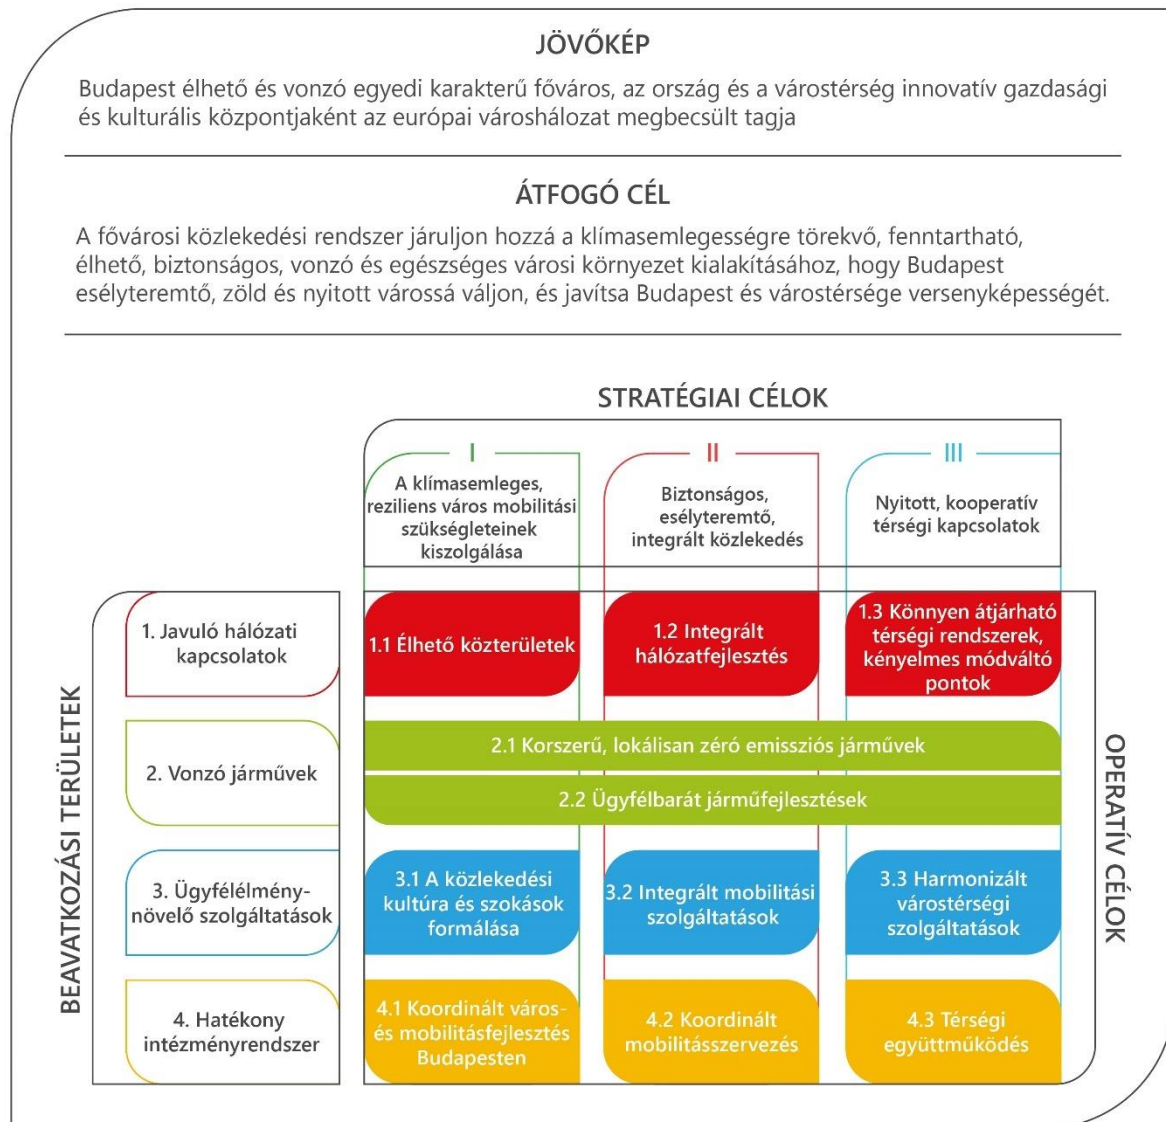 JÖVŐKÉP
Budapest élhető és vonzó egyedi karakterű főváros, az ország és a várostérség innovatív gazdasági
és kulturális központjaként az európai városhálózat megbecsült tagja
ÁTFOGÓ CÉL
A fővárosi közlekedési rendszer járuljon hozzá a klímasemlegességre törekvő, fenntartható,
élhető, biztonságos, vonzó és egészséges városi környezet kialakításához, hogy Budapest
esélyteremtő, zöld és nyitott várossá váljon, és javítsa Budapest és várostérsége versenyképességét.
STRATÉGIAI CÉLOK
I
A klímasemleges,
reziliens város mobilitási
szükségleteinek
kiszolgálása
II
Biztonságos,
esélyteremtő,
integrált közlekedés
III
Nyitott, kooperatív
térségi kapcsolatok
BEAVATKOZÁSI TERÜLETEK
OPERATÍV CÉLOK
1. Javuló hálózati
kapcsolatok
1.1 Élhető közterületek
1.2 Integrált
hálózatfejlesztés
1.3 Könnyen átjárható
térségi rendszerek,
kényelmes módváltó
pontok
2. Vonzó járművek
2.1 Korszerű, lokálisan zéró emissziós járművek
2.2 Ügyfélbarát járműfejlesztések
3. Ügyfélélmény-
növelő szolgáltatások
3.1 A közlekedési
kultúra és szokások
formálása
3.2 Integrált mobilitási
szolgáltatások
3.3 Harmonizált
várostérségi
szolgáltatások
4. Hatékony
intézményrendszer
4.1 Koordinált város-
és mobilitásfejlesztés
Budapesten
4.2 Koordinált
mobilitásszervezés
4.3 Térségi
együttműködés